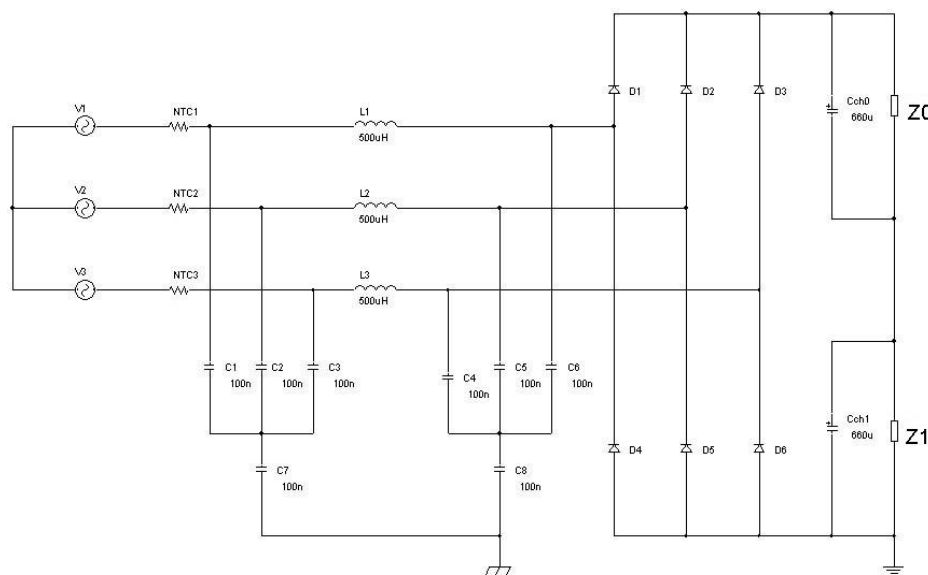 V1
NTC1
L1
500uH
D1
D2
D3
Cch0
660u
Z0
V2
NTC2
L2
500uH
V3
NTC3
L3
500uH
C1
100n
C2
100n
C3
100n
C4
100n
C5
100n
C6
100n
D4
D5
D6
Cch1
660u
Z1
C7
100n
C8
100n